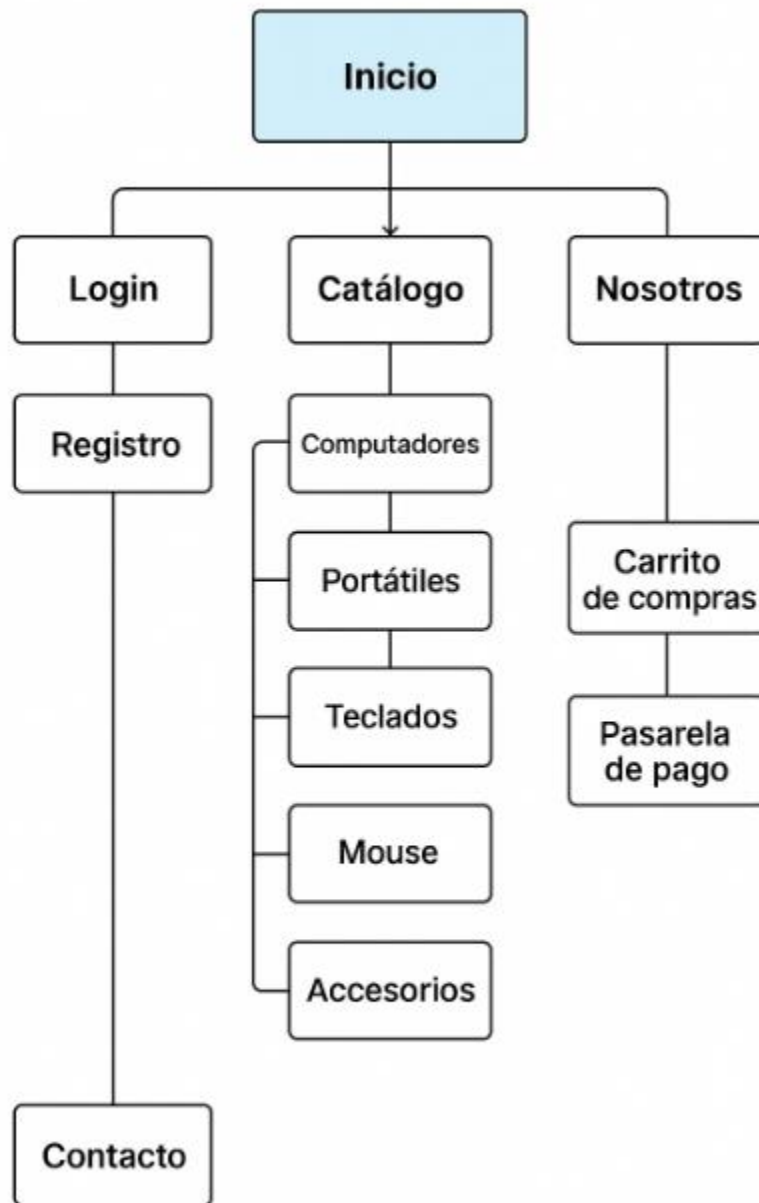 Inicio
Login
Catálogo
Nosotros
Registro
Computadores
Portátiles
Teclados
Mouse
Accesorios
Carrito
de compras
Pasarela
de pago
Contacto